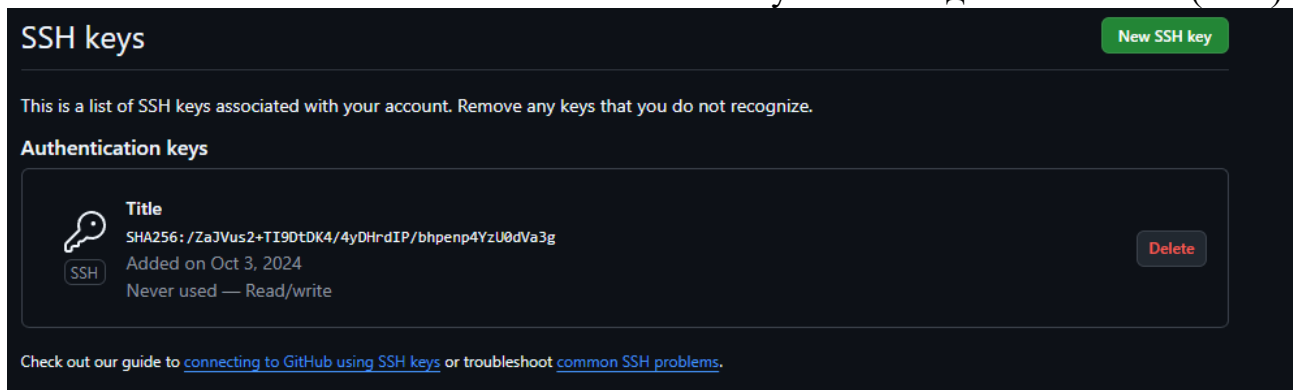 SSH keys
New SSH key
This is a list of SSH keys associated with your account. Remove any keys that you do not recognize.
Authentication keys
Title
SHA256:/ZaJVus2+TI9DtDK4/4yDHrdIP/bhpenp4YzU0dVa3g
SSH
Added on Oct 3, 2024
Never used — Read/write
Delete
Check out our guide to connecting to GitHub using SSH keys or troubleshoot common SSH problems.